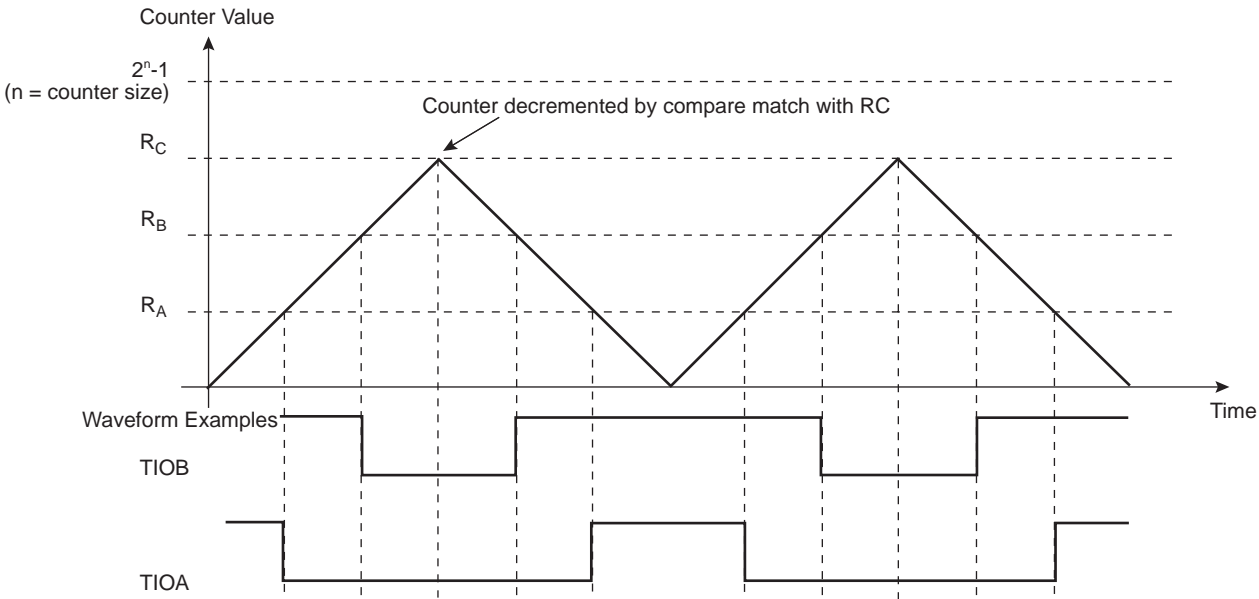 Counter Value
2ⁿ-1
(n = counter size)
Counter decremented by compare match with RC
R_C
R_B
R_A
Time
Waveform Examples
TIOB
TIOA